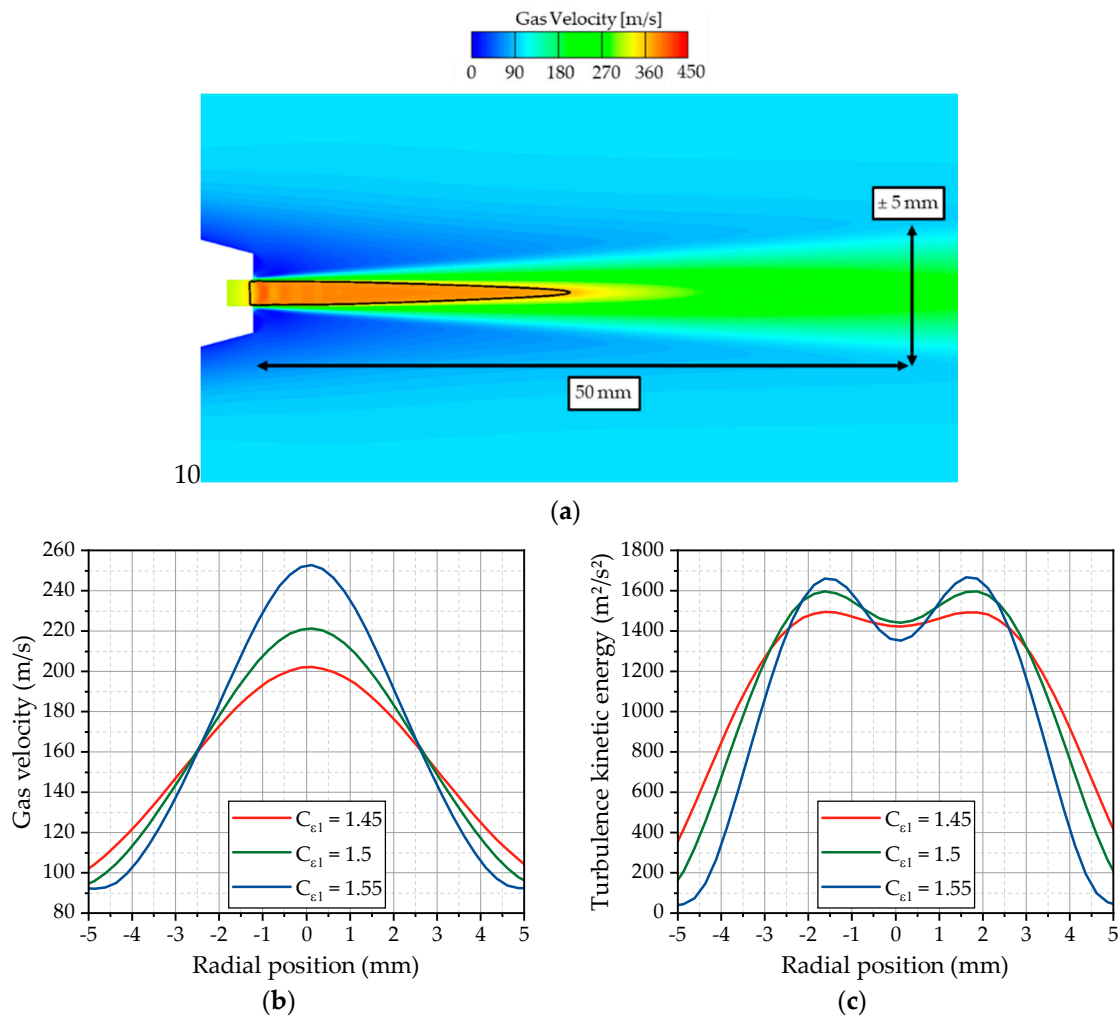 Gas Velocity [m/s]
0 90 180 270 360 450
± 5 mm
50 mm
10
(a)
260
240
220
200
180
160
140
120
100
80
Gas velocity (m/s)
Cε1 = 1.45
Cε1 = 1.5
Cε1 = 1.55
-5 -4 -3 -2 -1 0 1 2 3 4 5
Radial position (mm)
(b)
1800
1600
1400
1200
1000
800
600
400
200
0
Turbulence kinetic energy (m²/s²)
Cε1 = 1.45
Cε1 = 1.5
Cε1 = 1.55
-5 -4 -3 -2 -1 0 1 2 3 4 5
Radial position (mm)
(c)